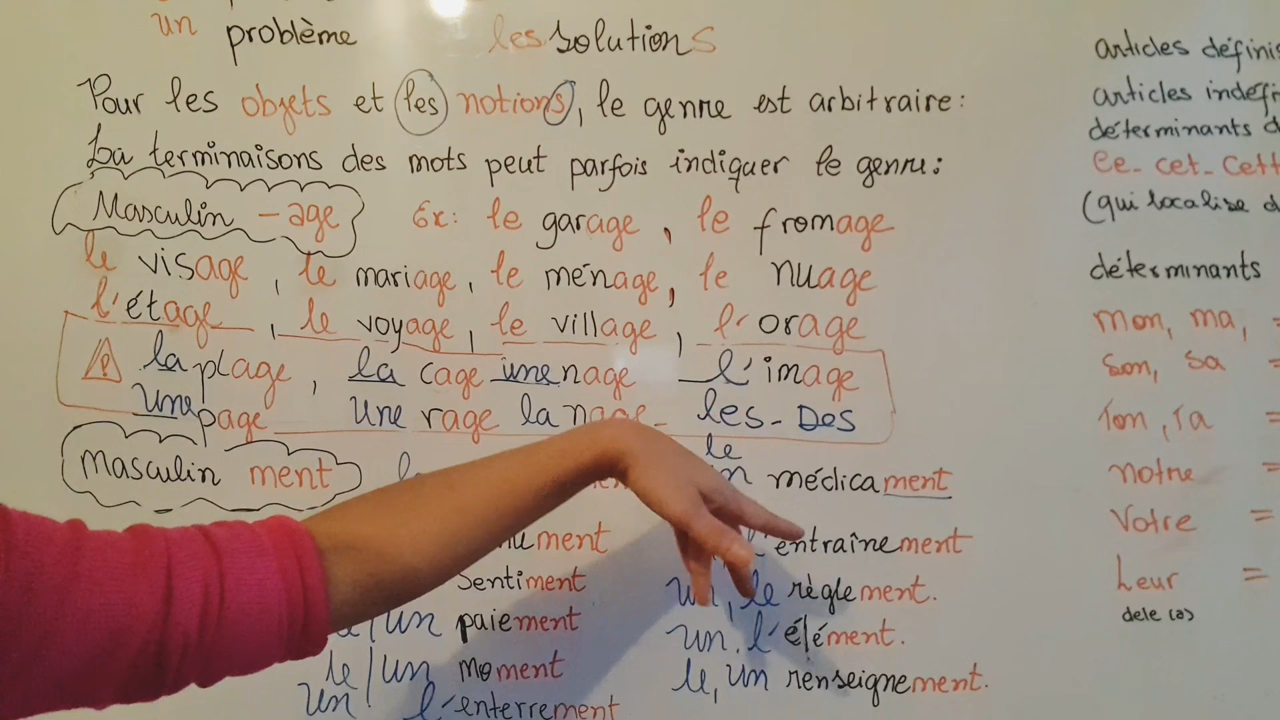 un problème les solutions
Pour les objets et les notions, le genre est arbitraire:
La terminaisons des mots peut parfois indiquer le genre:
Masculin - age Ex: le garage, le fromage
le visage, le mariage, le ménage, le nuage
l'étage, le voyage, le village, l'orage
la plage, la cage une nage l'image
Une page Une rage la nage - les - Des
le
Masculin ment médicament
ment l'entraînement
sentiment un, le règlement.
un paiement un. l'élément.
le/un moment le, un renseignement.
un l'enterrement
articles
articles
déterminants
Ce - cet -
(qui localise
déterminants
mon, ma, =
Son, Sa =
Ton, Ta =
notre =
Votre =
Leur =
dele (a)